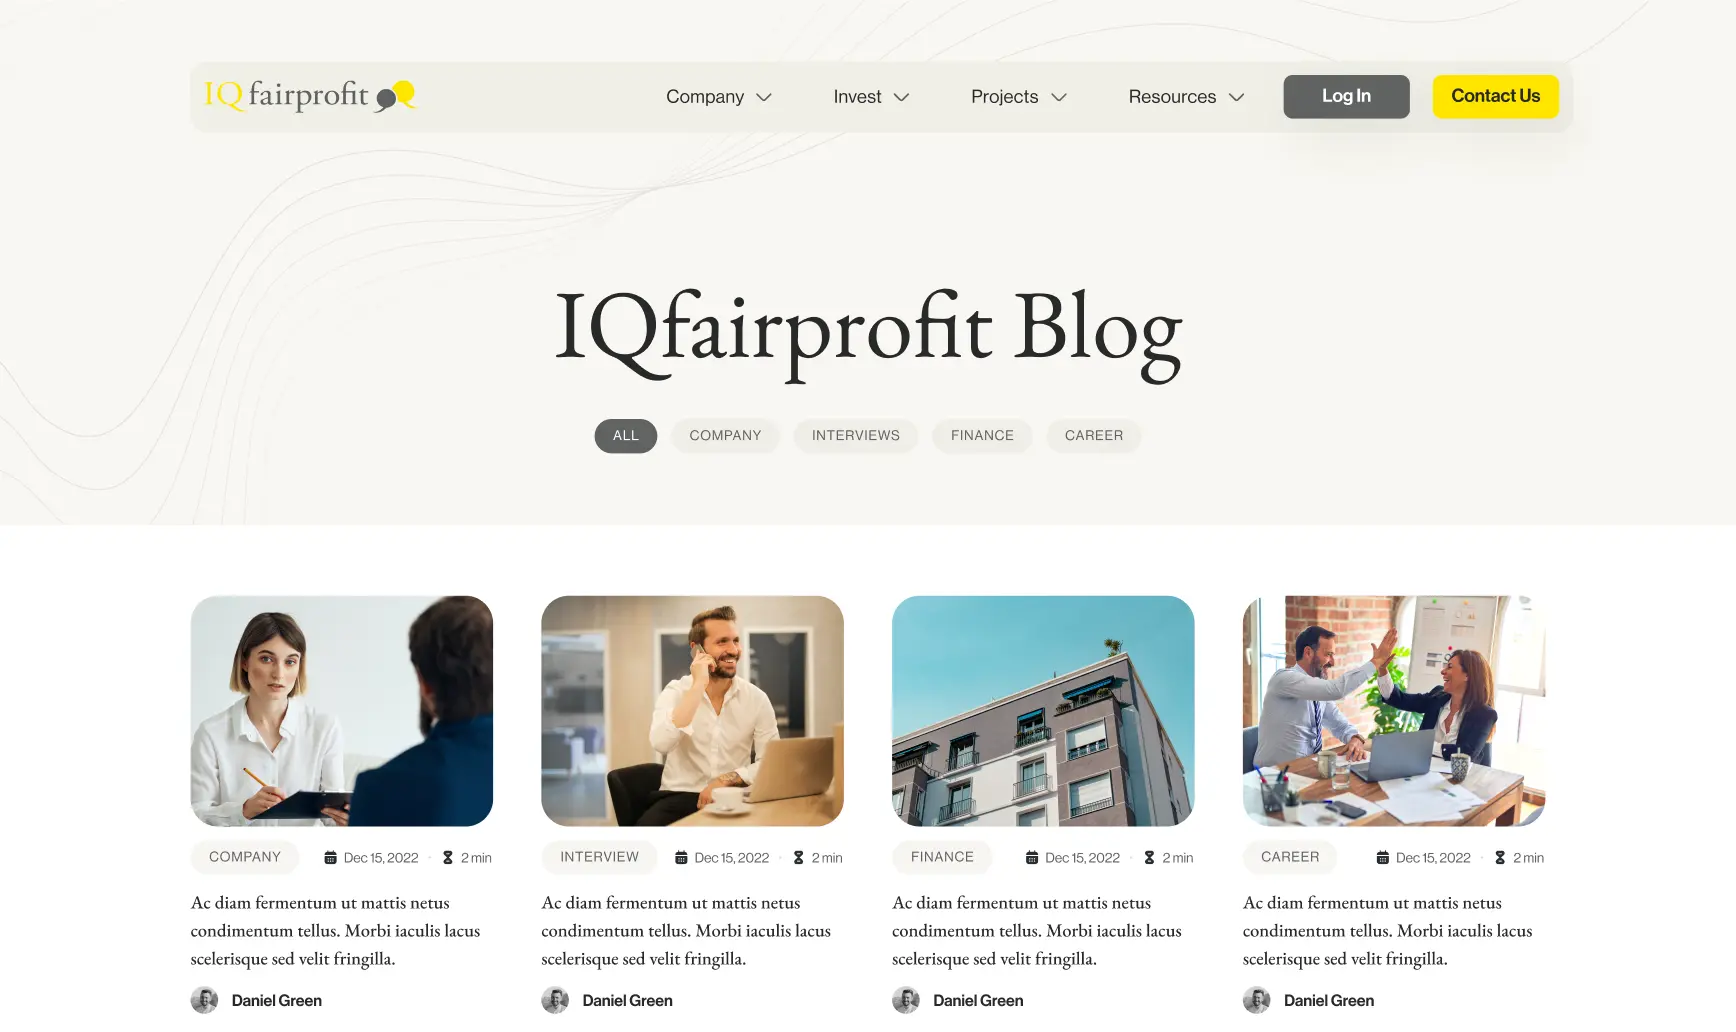 IQ fairprofit
Company
Invest
Projects
Resources
Log In
Contact Us
IQfairprofit Blog
ALL
COMPANY
INTERVIEWS
FINANCE
CAREER
COMPANY
Dec 15, 2022 · 2 min
Ac diam fermentum ut mattis netus
condimentum tellus. Morbi iaculis lacus
scelerisque sed velit fringilla.
Daniel Green
INTERVIEW
Dec 15, 2022 · 2 min
Ac diam fermentum ut mattis netus
condimentum tellus. Morbi iaculis lacus
scelerisque sed velit fringilla.
Daniel Green
FINANCE
Dec 15, 2022 · 2 min
Ac diam fermentum ut mattis netus
condimentum tellus. Morbi iaculis lacus
scelerisque sed velit fringilla.
Daniel Green
CAREER
Dec 15, 2022 · 2 min
Ac diam fermentum ut mattis netus
condimentum tellus. Morbi iaculis lacus
scelerisque sed velit fringilla.
Daniel Green